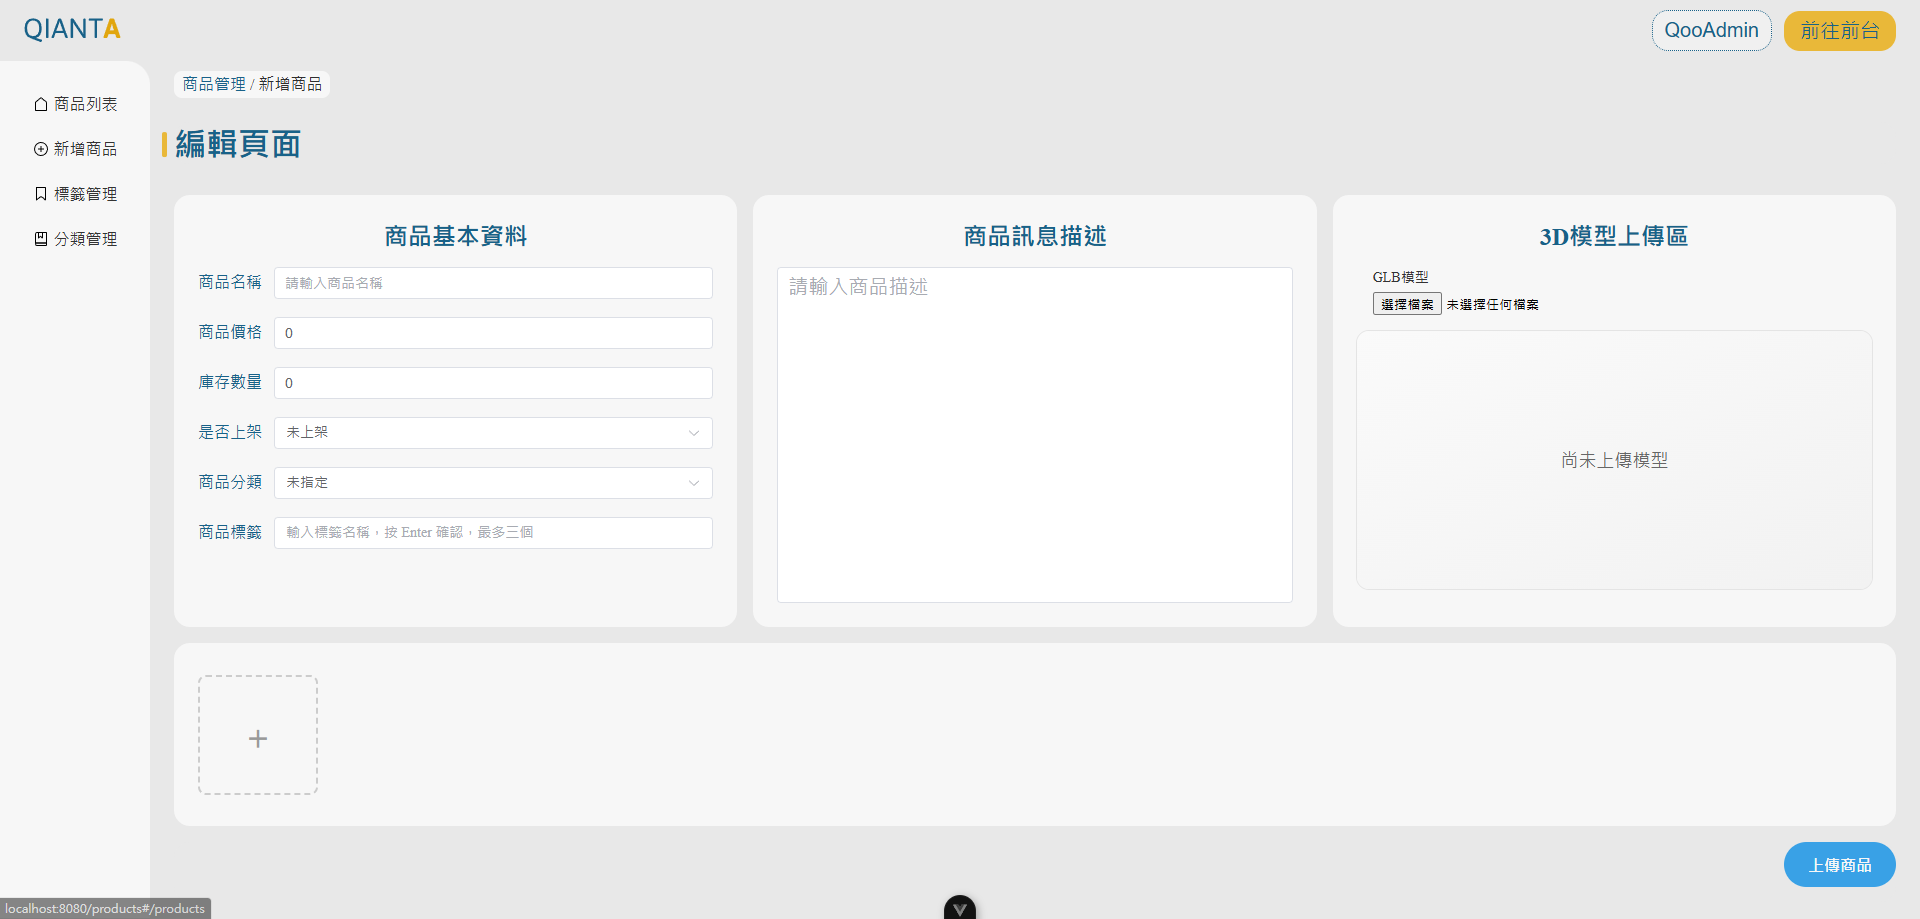 QIANTA
QooAdmin
前往前台
商品列表
新增商品
標籤管理
分類管理
商品管理 / 新增商品
編輯頁面
商品基本資料
商品名稱
請輸入商品名稱
商品價格
0
庫存數量
0
是否上架
未上架
商品分類
未指定
商品標籤
輸入標籤名稱，按 Enter 確認，最多三個
商品訊息描述
請輸入商品描述
3D模型上傳區
GLB模型
選擇檔案 未選擇任何檔案
尚未上傳模型
+
上傳商品
localhost:8080/products#/products